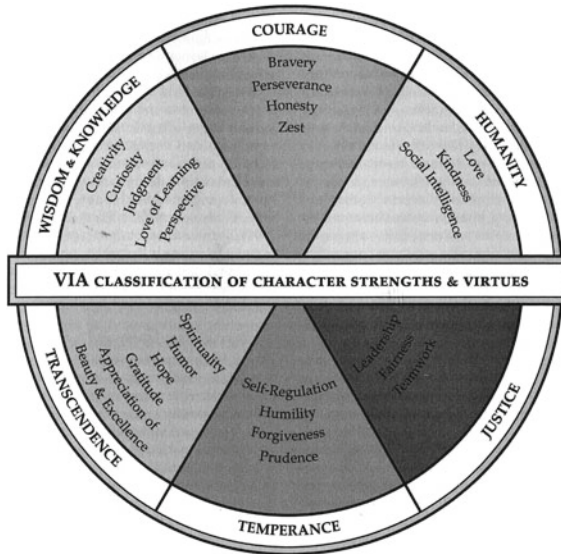 COURAGE
Bravery
Perseverance
Honesty
Zest
HUMANITY
Love
Kindness
Social Intelligence
WISDOM & KNOWLEDGE
Creativity
Curiosity
Judgment
Love of Learning
Perspective
VIA CLASSIFICATION OF CHARACTER STRENGTHS & VIRTUES
TRANSCENDENCE
Spirituality
Humor
Hope
Gratitude
Appreciation of
Beauty & Excellence
TEMPERANCE
Self-Regulation
Humility
Forgiveness
Prudence
JUSTICE
Leadership
Fairness
Teamwork